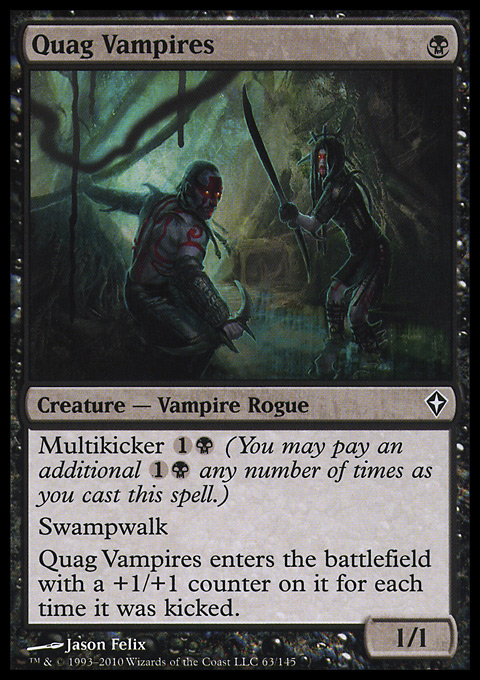 Quag Vampires
Creature — Vampire Rogue
Multikicker 1 (You may pay an
additional 1 any number of times as
you cast this spell.)
Swampwalk
Quag Vampires enters the battlefield
with a +1/+1 counter on it for each
time it was kicked.
1/1
Jason Felix
™ & © 1993–2010 Wizards of the Coast LLC 63/145